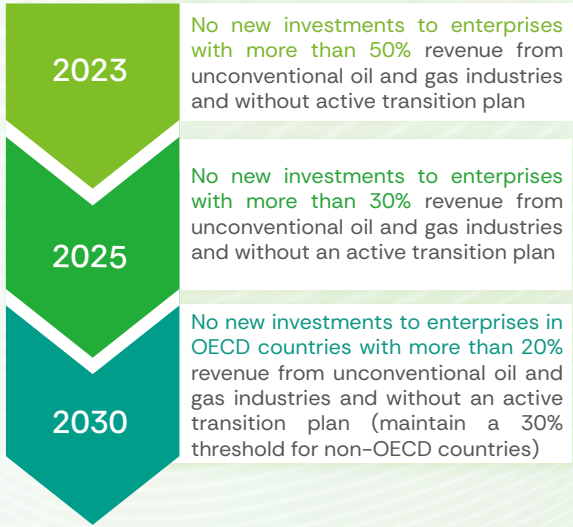 2023
No new investments to enterprises
with more than 50% revenue from
unconventional oil and gas industries
and without active transition plan
2025
No new investments to enterprises
with more than 30% revenue from
unconventional oil and gas industries
and without an active transition plan
2030
No new investments to enterprises in
OECD countries with more than 20%
revenue from unconventional oil and
gas industries and without an active
transition plan (maintain a 30%
threshold for non-OECD countries)